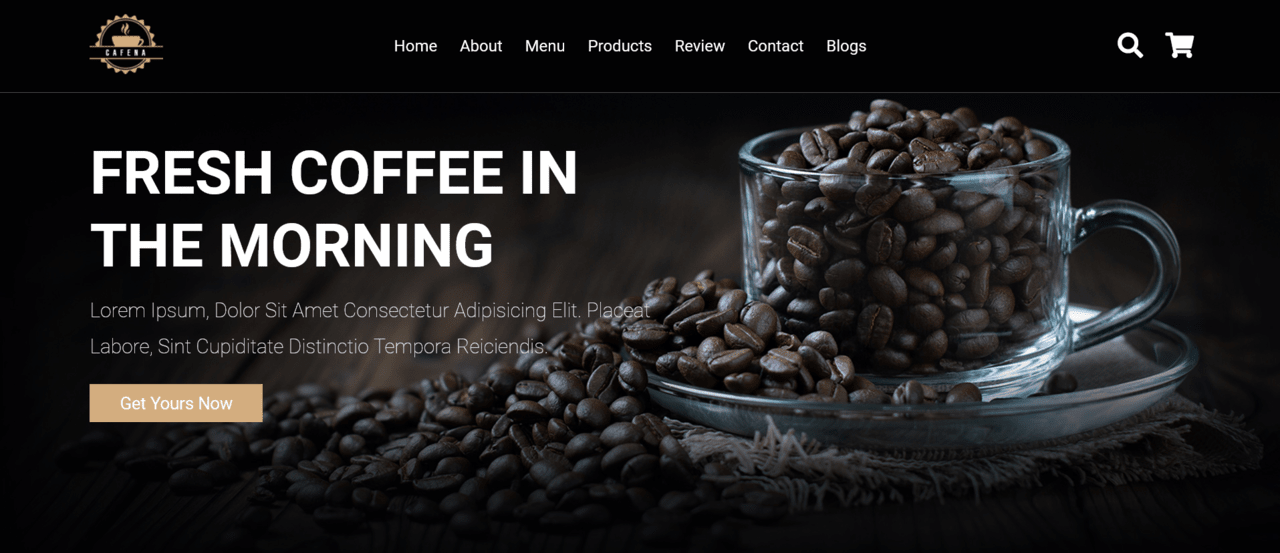 CAFENA
Home About Menu Products Review Contact Blogs
FRESH COFFEE IN
THE MORNING
Lorem Ipsum, Dolor Sit Amet Consectetur Adipisicing Elit. Placeat
Labore, Sint Cupiditate Distinctio Tempora Reiciendis.
Get Yours Now